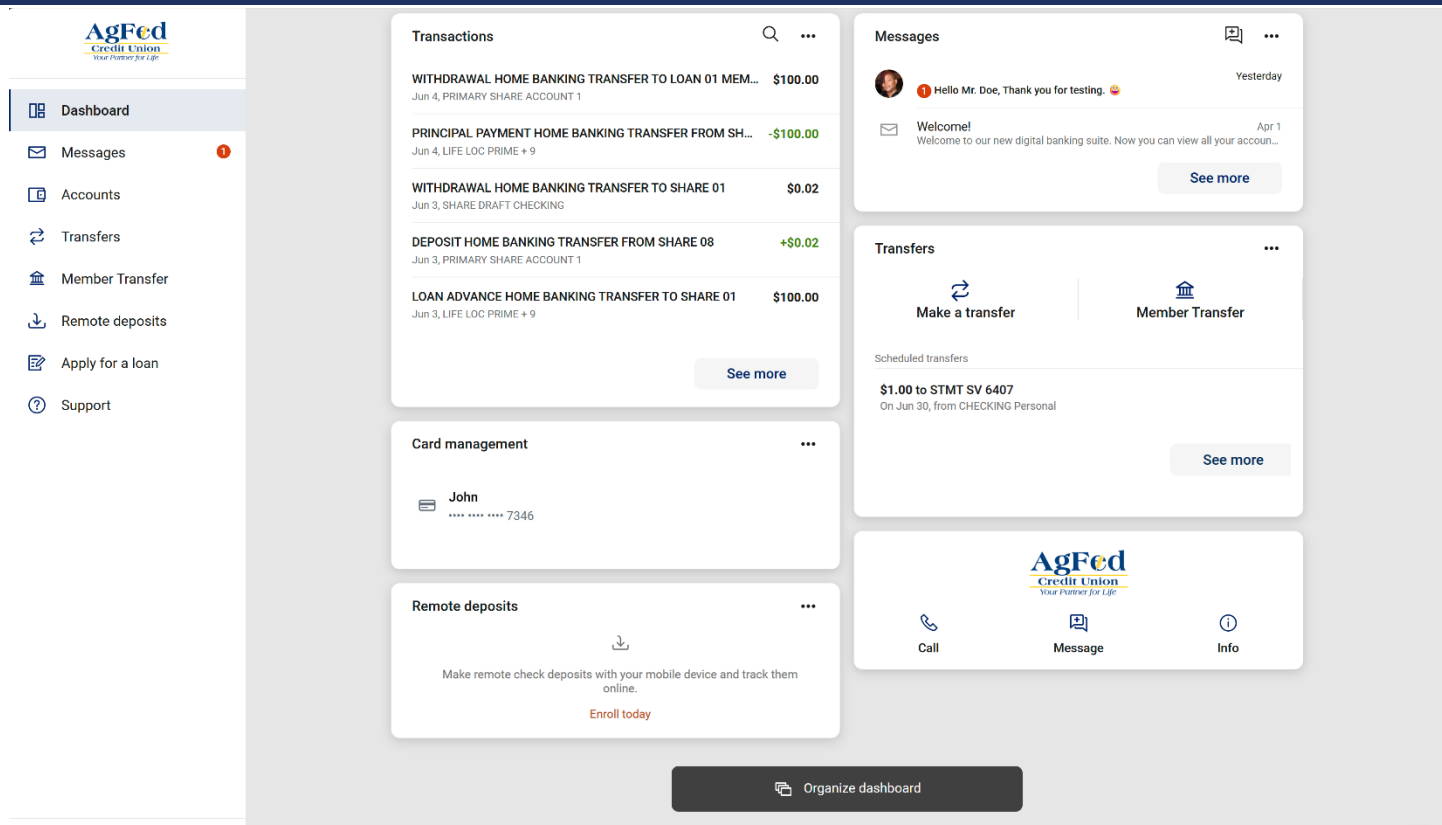 AgFed
Credit Union
Your Partner for Life
Dashboard
Messages 1
Accounts
Transfers
Member Transfer
Remote deposits
Apply for a loan
Support
Transactions
WITHDRAWAL HOME BANKING TRANSFER TO LOAN 01 MEM... $100.00
Jun 4, PRIMARY SHARE ACCOUNT 1
PRINCIPAL PAYMENT HOME BANKING TRANSFER FROM SH... -$100.00
Jun 4, LIFE LOC PRIME + 9
WITHDRAWAL HOME BANKING TRANSFER TO SHARE 01 $0.02
Jun 3, SHARE DRAFT CHECKING
DEPOSIT HOME BANKING TRANSFER FROM SHARE 08 +$0.02
Jun 3, PRIMARY SHARE ACCOUNT 1
LOAN ADVANCE HOME BANKING TRANSFER TO SHARE 01 $100.00
Jun 3, LIFE LOC PRIME + 9
See more
Card management
John
•••• •••• •••• 7346
Remote deposits
Make remote check deposits with your mobile device and track them
online.
Enroll today
Messages
Yesterday
1 Hello Mr. Doe, Thank you for testing. 😀
Welcome! Apr 1
Welcome to our new digital banking suite. Now you can view all your accoun...
See more
Transfers
Make a transfer
Member Transfer
Scheduled transfers
$1.00 to STMT SV 6407
On Jun 30, from CHECKING Personal
See more
AgFed
Credit Union
Your Partner for Life
Call
Message
Info
Organize dashboard